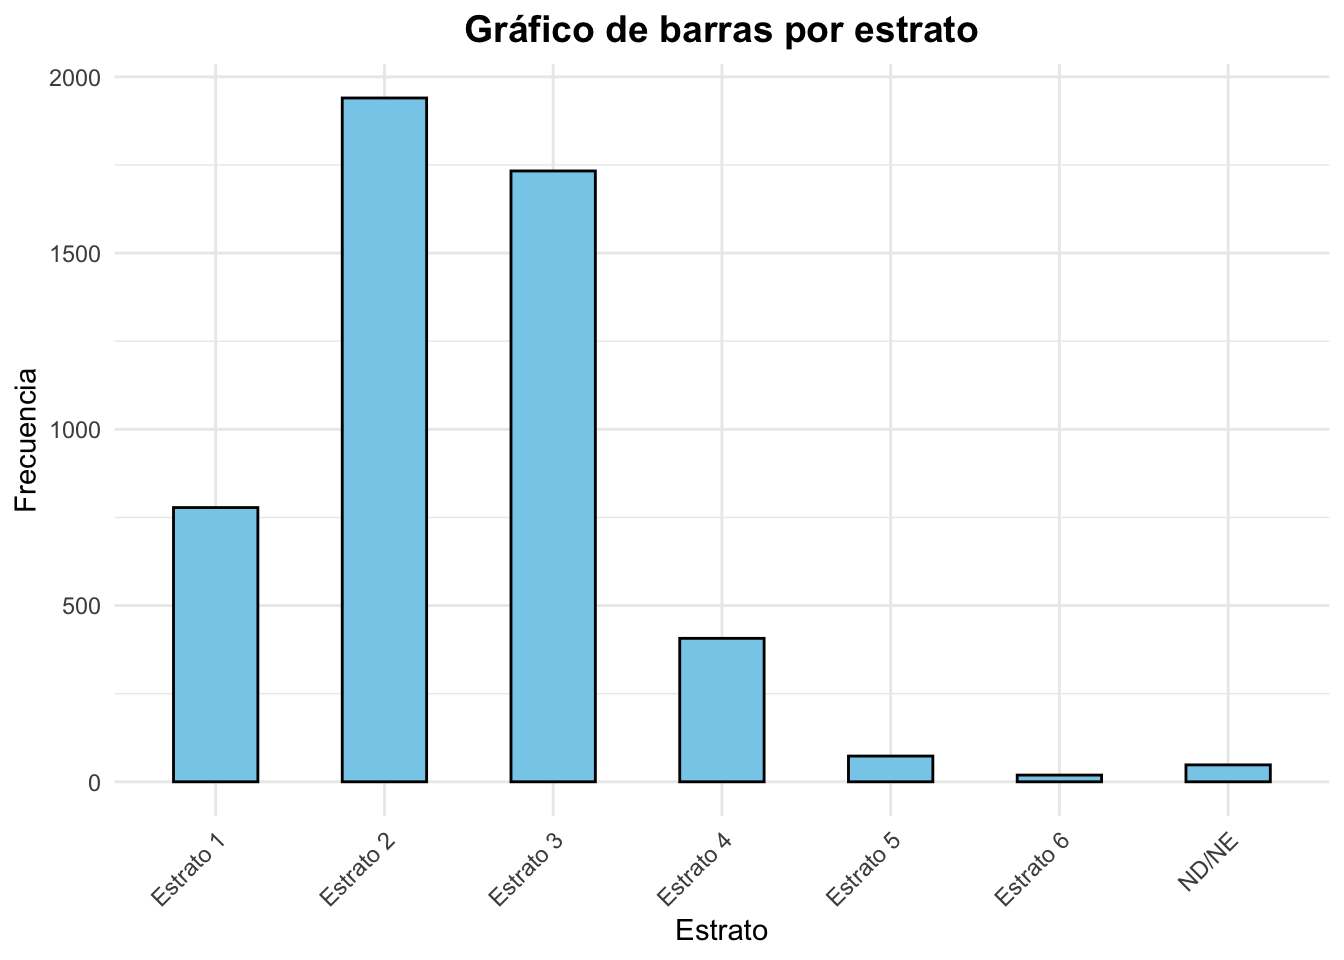 Gráfico de barras por estrato
2000
1500
1000
500
0
Frecuencia
Estrato 1
Estrato 2
Estrato 3
Estrato 4
Estrato 5
Estrato 6
ND/NE
Estrato